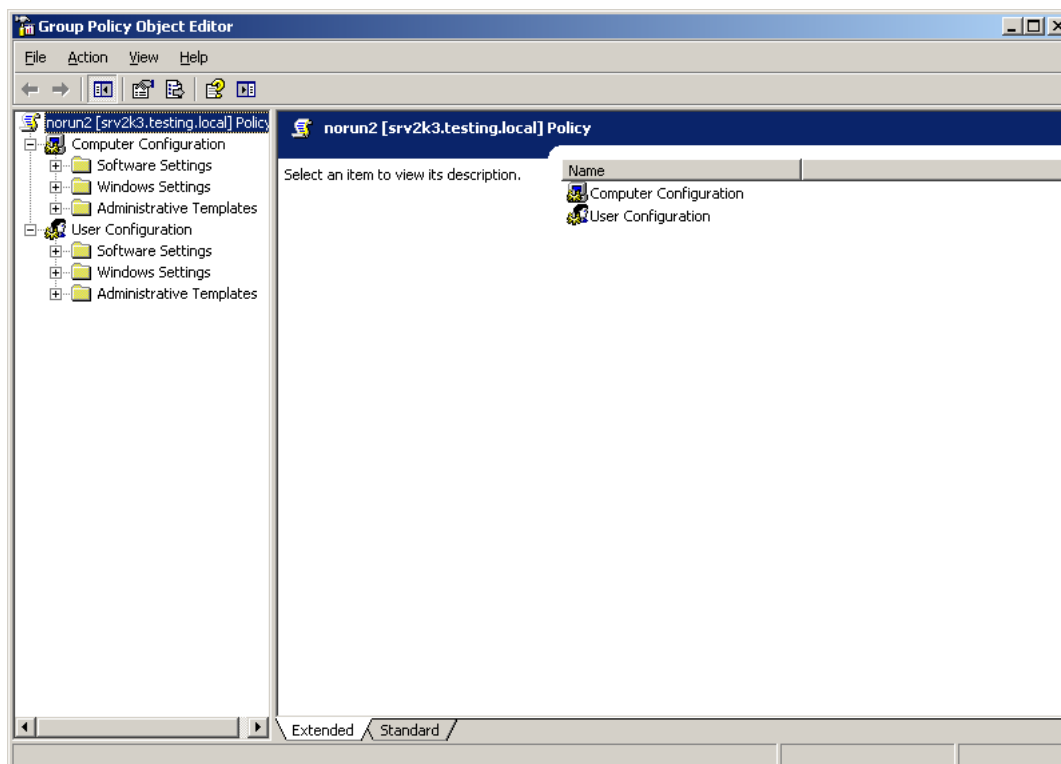 Group Policy Object Editor
File Action View Help
norun2 [srv2k3.testing.local] Policy
Computer Configuration
Software Settings
Windows Settings
Administrative Templates
User Configuration
Software Settings
Windows Settings
Administrative Templates
norun2 [srv2k3.testing.local] Policy
Select an item to view its description.
Name
Computer Configuration
User Configuration
Extended Standard